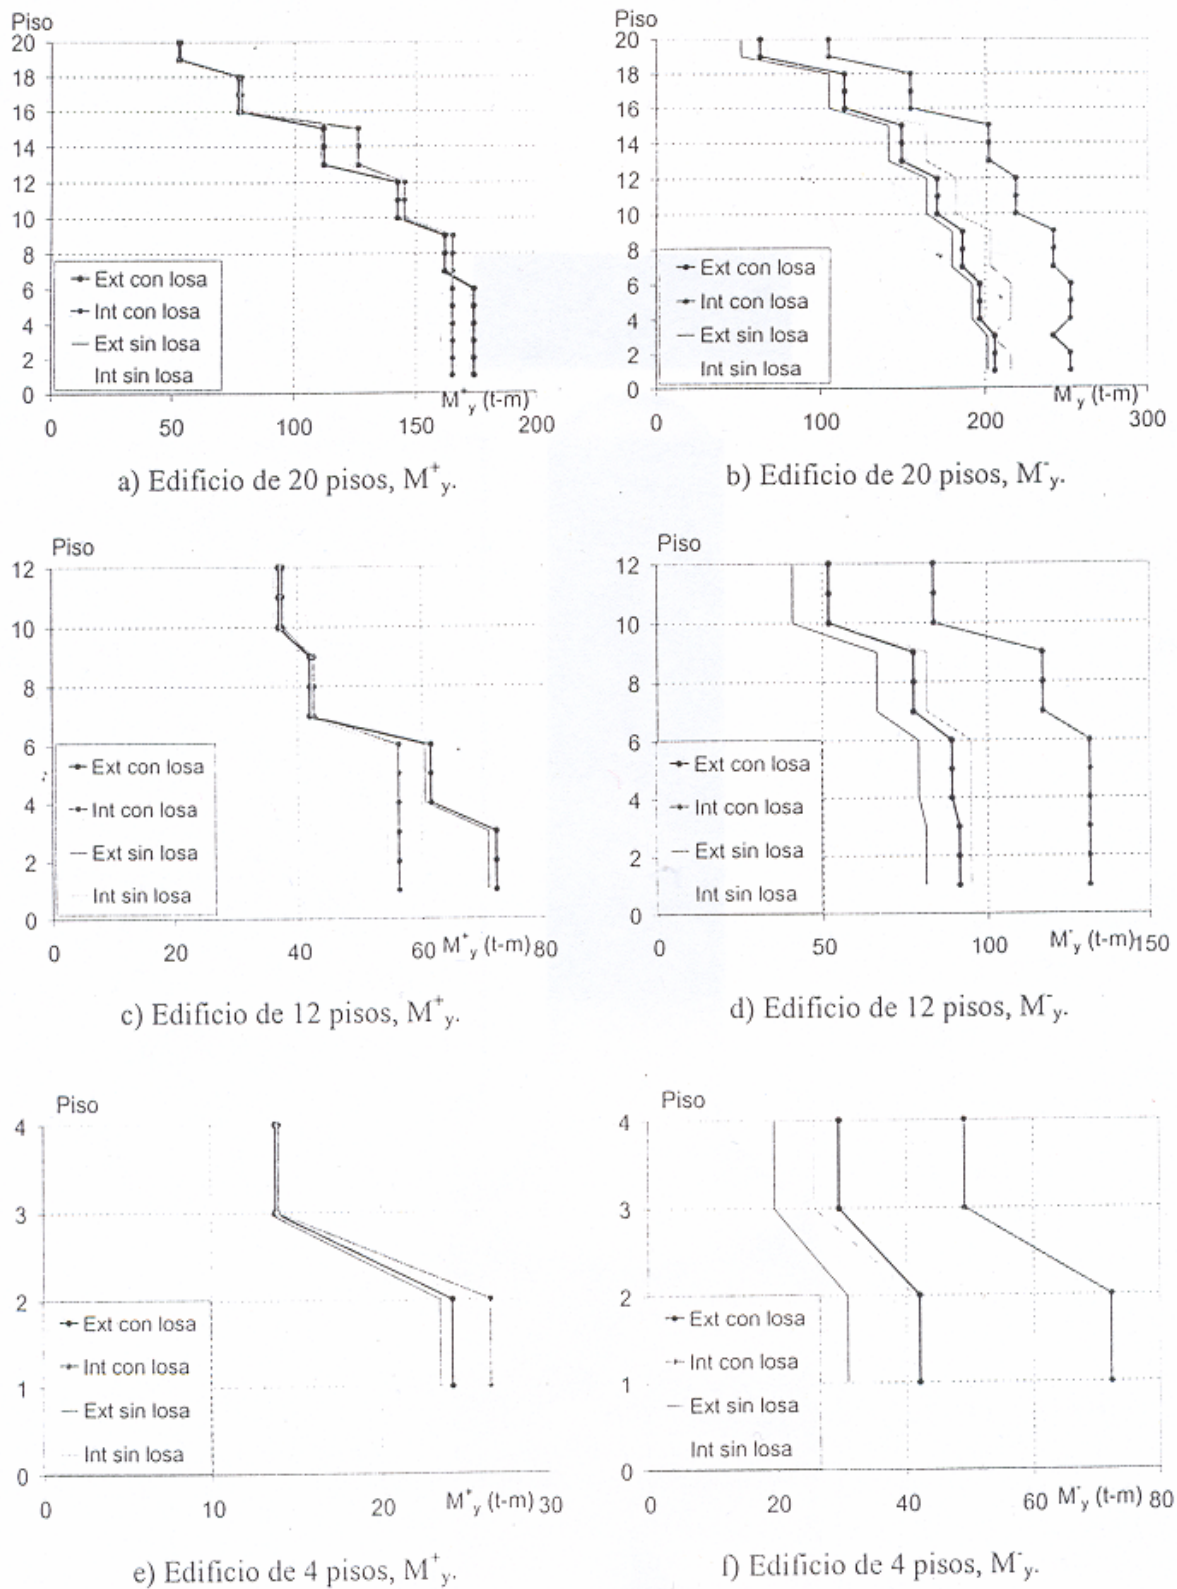 Piso
20
18
16
14
12
10
8
6
4
2
0
Ext con losa
Int con losa
Ext sin losa
Int sin losa
M⁺y (t-m)
0 50 100 150 200
a) Edificio de 20 pisos, M⁺y.
Piso
20
18
16
14
12
10
8
6
4
2
0
Ext con losa
Int con losa
Ext sin losa
Int sin losa
M⁻y (t-m)
0 100 200 300
b) Edificio de 20 pisos, M⁻y.
Piso
12
10
8
6
4
2
0
Ext con losa
Int con losa
Ext sin losa
Int sin losa
0 20 40 60 M⁺y (t-m) 80
c) Edificio de 12 pisos, M⁺y.
Piso
12
10
8
6
4
2
0
Ext con losa
Int con losa
Ext sin losa
Int sin losa
0 50 100 M⁻y (t-m) 150
d) Edificio de 12 pisos, M⁻y.
Piso
4
3
2
1
0
Ext con losa
Int con losa
Ext sin losa
Int sin losa
0 10 20 M⁺y (t-m) 30
e) Edificio de 4 pisos, M⁺y.
Piso
4
3
2
1
0
Ext con losa
Int con losa
Ext sin losa
Int sin losa
0 20 40 60 M⁻y (t-m) 80
f) Edificio de 4 pisos, M⁻y.